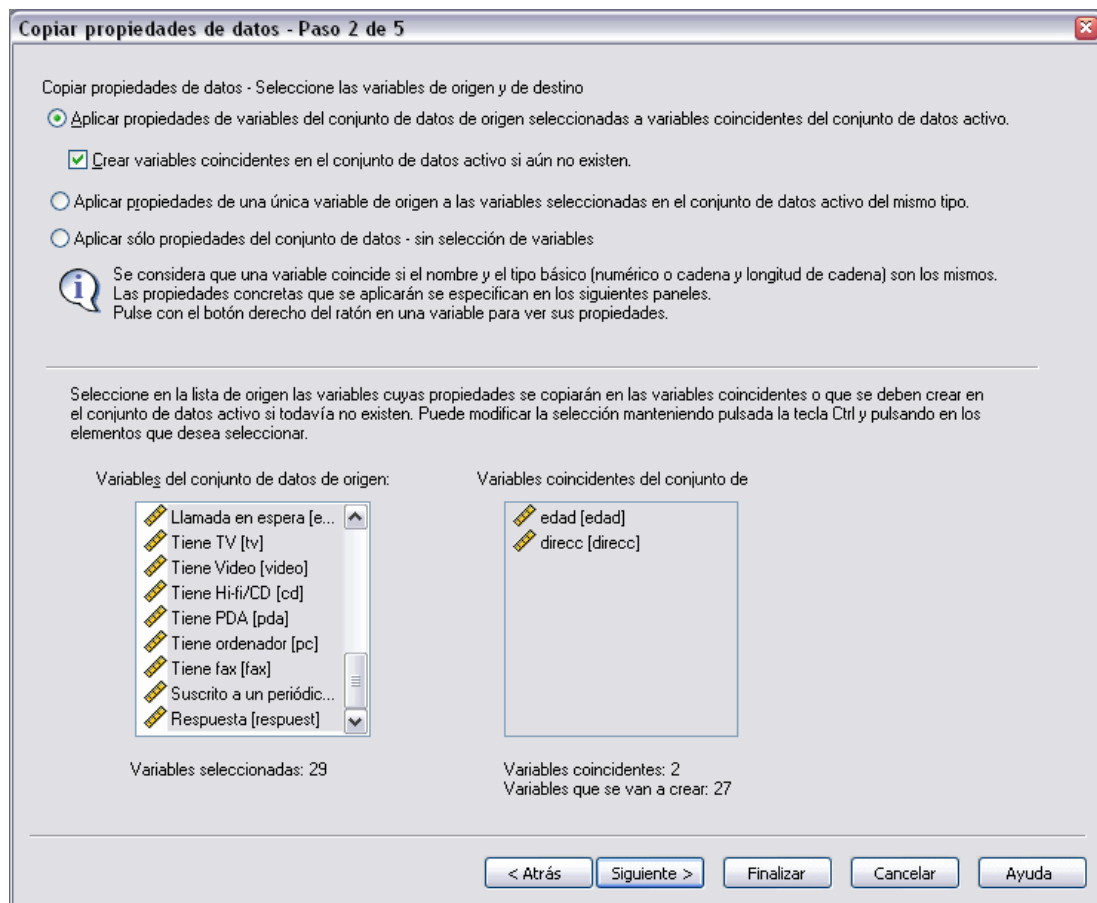 Copiar propiedades de datos - Paso 2 de 5
Copiar propiedades de datos - Seleccione las variables de origen y de destino
Aplicar propiedades de variables del conjunto de datos de origen seleccionadas a variables coincidentes del conjunto de datos activo.
Crear variables coincidentes en el conjunto de datos activo si aún no existen.
Aplicar propiedades de una única variable de origen a las variables seleccionadas en el conjunto de datos activo del mismo tipo.
Aplicar sólo propiedades del conjunto de datos - sin selección de variables
Se considera que una variable coincide si el nombre y el tipo básico (numérico o cadena y longitud de cadena) son los mismos.
Las propiedades concretas que se aplicarán se especifican en los siguientes paneles.
Pulse con el botón derecho del ratón en una variable para ver sus propiedades.
Seleccione en la lista de origen las variables cuyas propiedades se copiarán en las variables coincidentes o que se deben crear en
el conjunto de datos activo si todavía no existen. Puede modificar la selección manteniendo pulsada la tecla Ctrl y pulsando en los
elementos que desea seleccionar.
Variables del conjunto de datos de origen:
Llamada en espera [e...
Tiene TV [tv]
Tiene Video [video]
Tiene Hi-fi/CD [cd]
Tiene PDA [pda]
Tiene ordenador [pc]
Tiene fax [fax]
Suscrito a un periódic...
Respuesta [respuest]
Variables seleccionadas: 29
Variables coincidentes del conjunto de
edad [edad]
direcc [direcc]
Variables coincidentes: 2
Variables que se van a crear: 27
< Atrás
Siguiente >
Finalizar
Cancelar
Ayuda